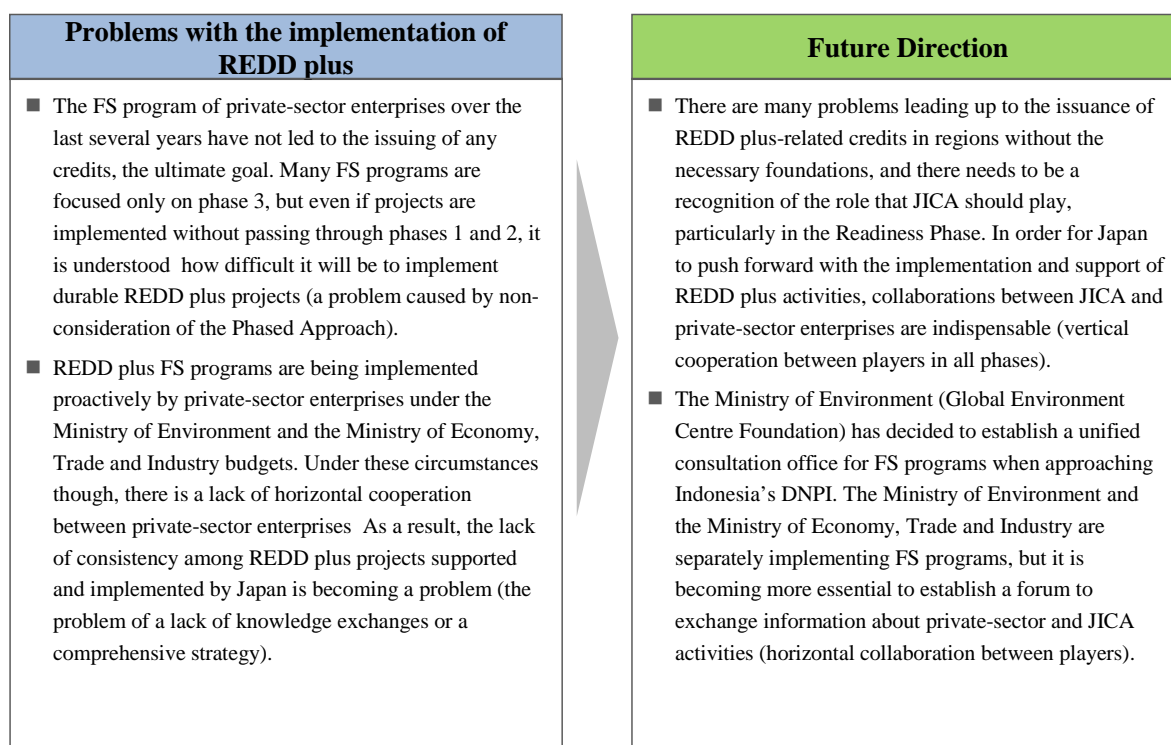 Problems with the implementation of
REDD plus
■ The FS program of private-sector enterprises over the
last several years have not led to the issuing of any
credits, the ultimate goal. Many FS programs are
focused only on phase 3, but even if projects are
implemented without passing through phases 1 and 2, it
is understood how difficult it will be to implement
durable REDD plus projects (a problem caused by non-
consideration of the Phased Approach).
■ REDD plus FS programs are being implemented
proactively by private-sector enterprises under the
Ministry of Environment and the Ministry of Economy,
Trade and Industry budgets. Under these circumstances
though, there is a lack of horizontal cooperation
between private-sector enterprises As a result, the lack
of consistency among REDD plus projects supported
and implemented by Japan is becoming a problem (the
problem of a lack of knowledge exchanges or a
comprehensive strategy).
Future Direction
■ There are many problems leading up to the issuance of
REDD plus-related credits in regions without the
necessary foundations, and there needs to be a
recognition of the role that JICA should play,
particularly in the Readiness Phase. In order for Japan
to push forward with the implementation and support of
REDD plus activities, collaborations between JICA and
private-sector enterprises are indispensable (vertical
cooperation between players in all phases).
■ The Ministry of Environment (Global Environment
Centre Foundation) has decided to establish a unified
consultation office for FS programs when approaching
Indonesia's DNPI. The Ministry of Environment and
the Ministry of Economy, Trade and Industry are
separately implementing FS programs, but it is
becoming more essential to establish a forum to
exchange information about private-sector and JICA
activities (horizontal collaboration between players).